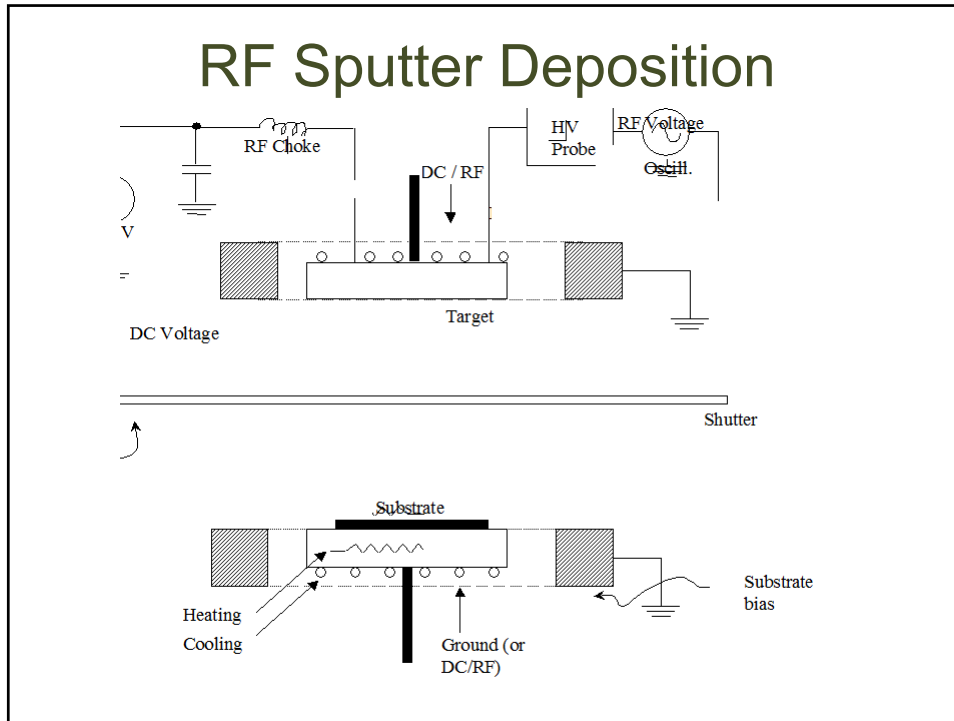 RF Sputter Deposition
RF Choke
HV
Probe
RF Voltage
Oscill.
DC / RF
V
Target
DC Voltage
Shutter
Substrate
Heating
Cooling
Ground (or
DC/RF)
Substrate
bias